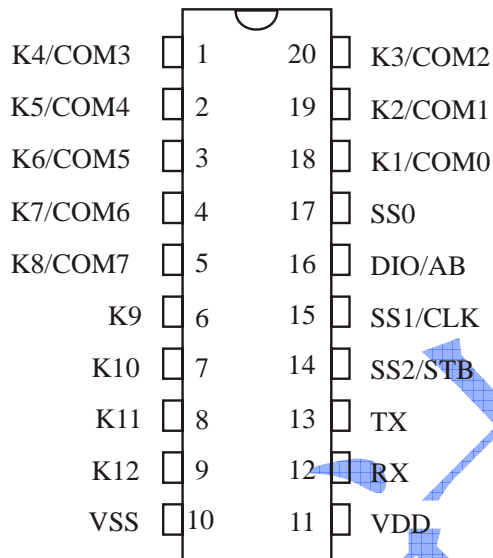 K4/COM3 1 20 K3/COM2
K5/COM4 2 19 K2/COM1
K6/COM5 3 18 K1/COM0
K7/COM6 4 17 SS0
K8/COM7 5 16 DIO/AB
K9 6 15 SS1/CLK
K10 7 14 SS2/STB
K11 8 13 TX
K12 9 12 RX
VSS 10 11 VDD